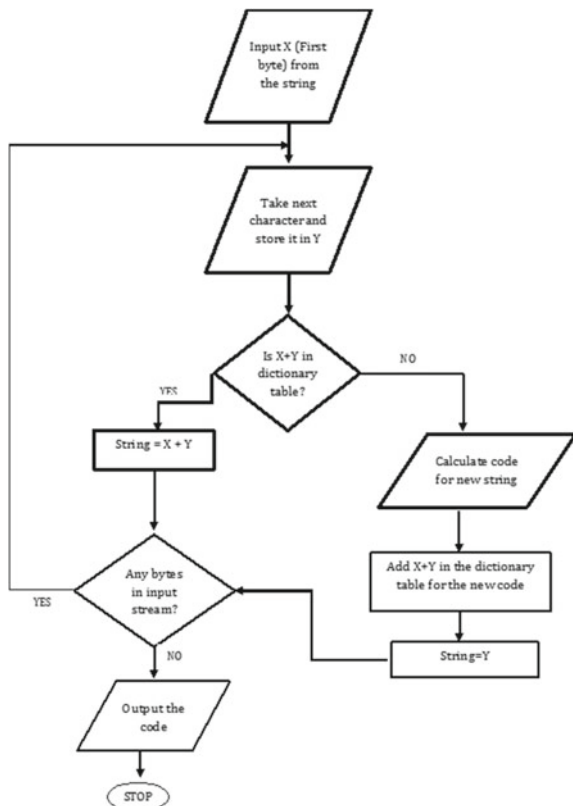 Input X (First
byte) from
the string
Take next
character and
store it in Y
Is X+Y in
dictionary
table?
YES
NO
String = X + Y
Calculate code
for new string
Add X+Y in the dictionary
table for the new code
String=Y
Any bytes
in input
stream?
YES
NO
Output the
code
STOP